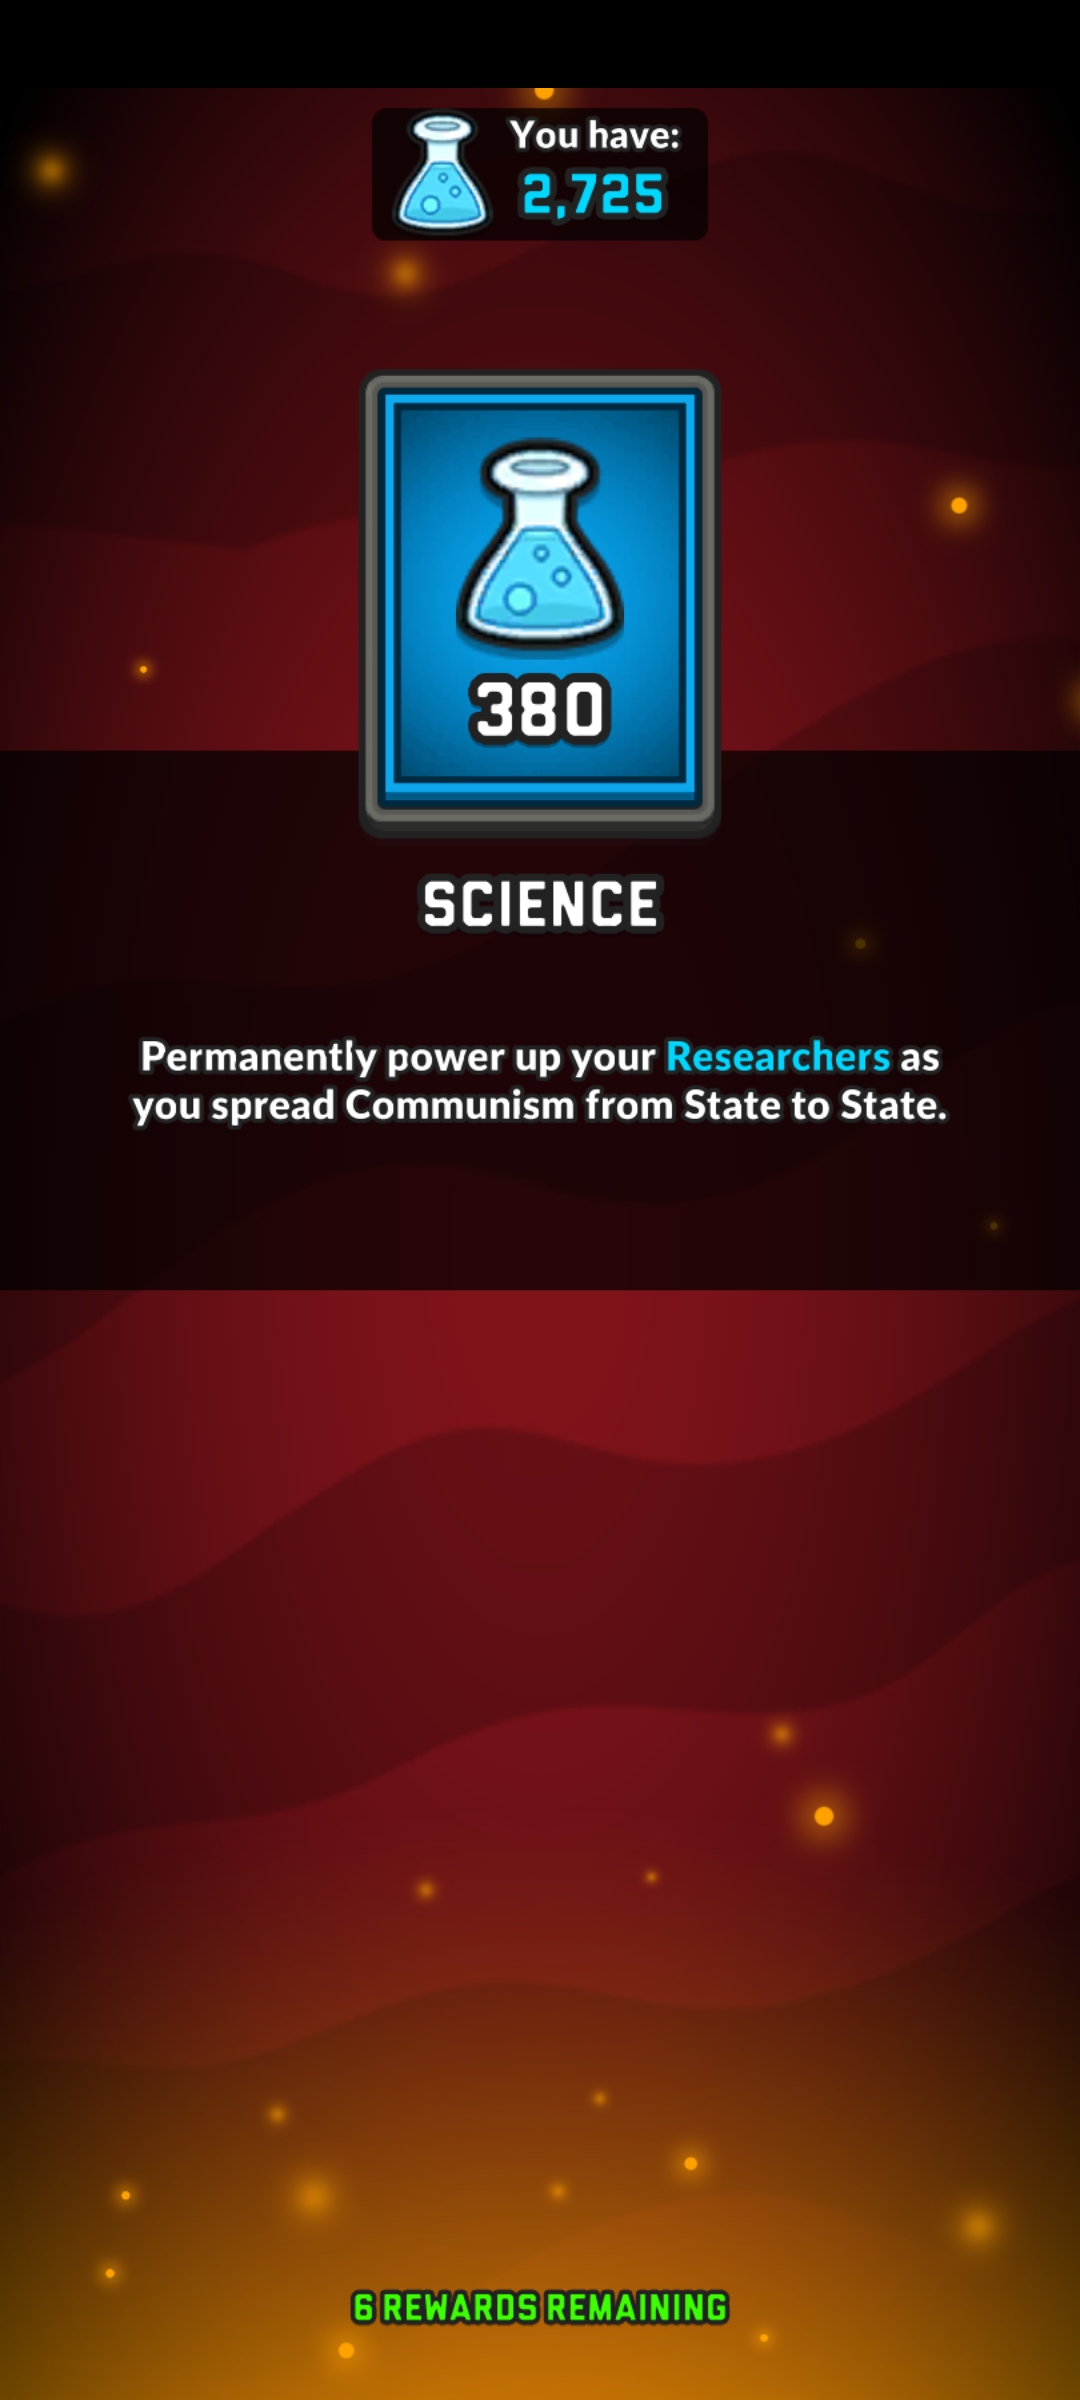 You have:
2,725
380
SCIENCE
Permanently power up your Researchers as
you spread Communism from State to State.
6 REWARDS REMAINING